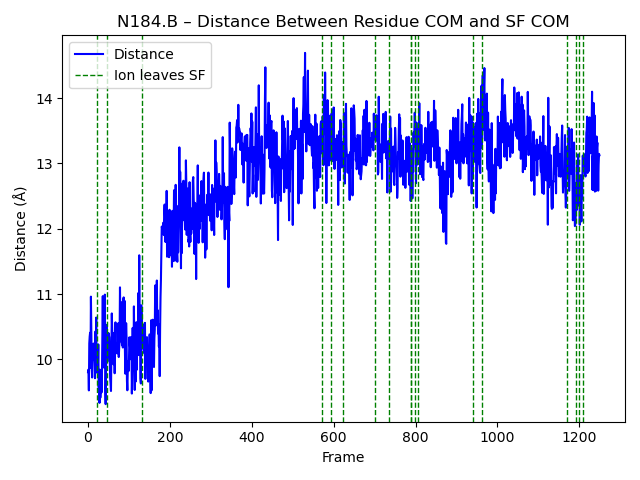 N184.B – Distance Between Residue COM and SF COM
Distance
Ion leaves SF
Distance (Å)
14
13
12
11
10
0 200 400 600 800 1000 1200
Frame